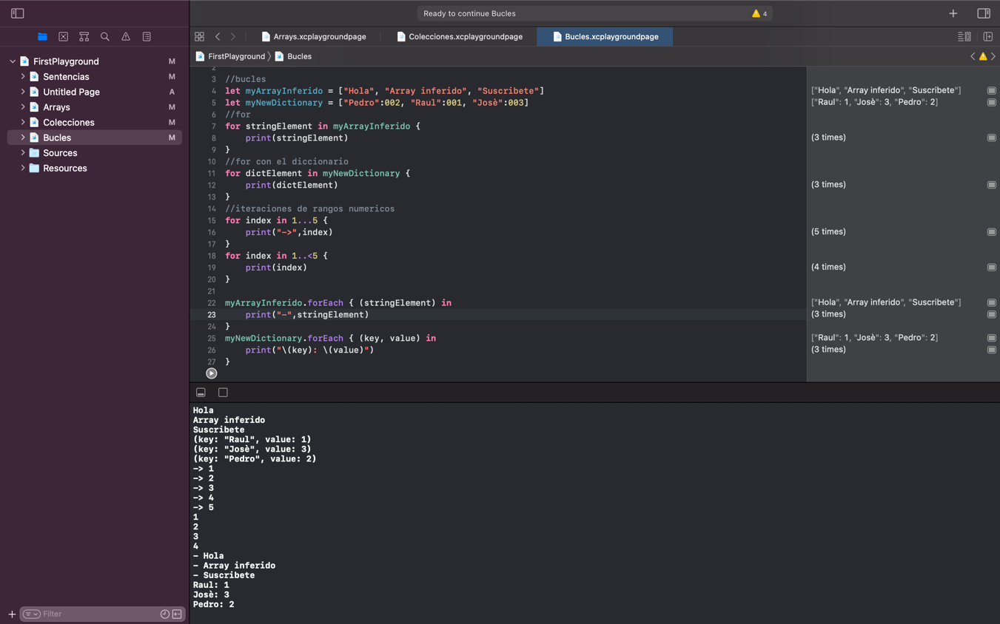 Ready to continue Bucles
4
Arrays.xcplaygroundpage
Colecciones.xcplaygroundpage
Bucles.xcplaygroundpage
FirstPlayground
Bucles
FirstPlayground M
Sentencias M
Untitled Page A
Arrays M
Colecciones M
Bucles M
Sources
Resources
Filter
2
3 //bucles
4 let myArrayInferido = ["Hola", "Array inferido", "Suscribete"]
5 let myNewDictionary = ["Pedro":002, "Raul":001, "Josè":003]
6 //for
7 for stringElement in myArrayInferido {
8 print(stringElement)
9 }
10 //for con el diccionario
11 for dictElement in myNewDictionary {
12 print(dictElement)
13 }
14 //iteraciones de rangos numericos
15 for index in 1...5 {
16 print("->",index)
17 }
18 for index in 1..<5 {
19 print(index)
20 }
21
22 myArrayInferido.forEach { (stringElement) in
23 print("-",stringElement)
24 }
25 myNewDictionary.forEach { (key, value) in
26 print("\(key): \(value)")
27 }
["Hola", "Array inferido", "Suscribete"]
["Raul": 1, "Josè": 3, "Pedro": 2]
(3 times)
(3 times)
(5 times)
(4 times)
["Hola", "Array inferido", "Suscribete"]
(3 times)
["Raul": 1, "Josè": 3, "Pedro": 2]
(3 times)
Hola
Array inferido
Suscribete
(key: "Raul", value: 1)
(key: "Josè", value: 3)
(key: "Pedro", value: 2)
-> 1
-> 2
-> 3
-> 4
-> 5
1
2
3
4
- Hola
- Array inferido
- Suscribete
Raul: 1
Josè: 3
Pedro: 2